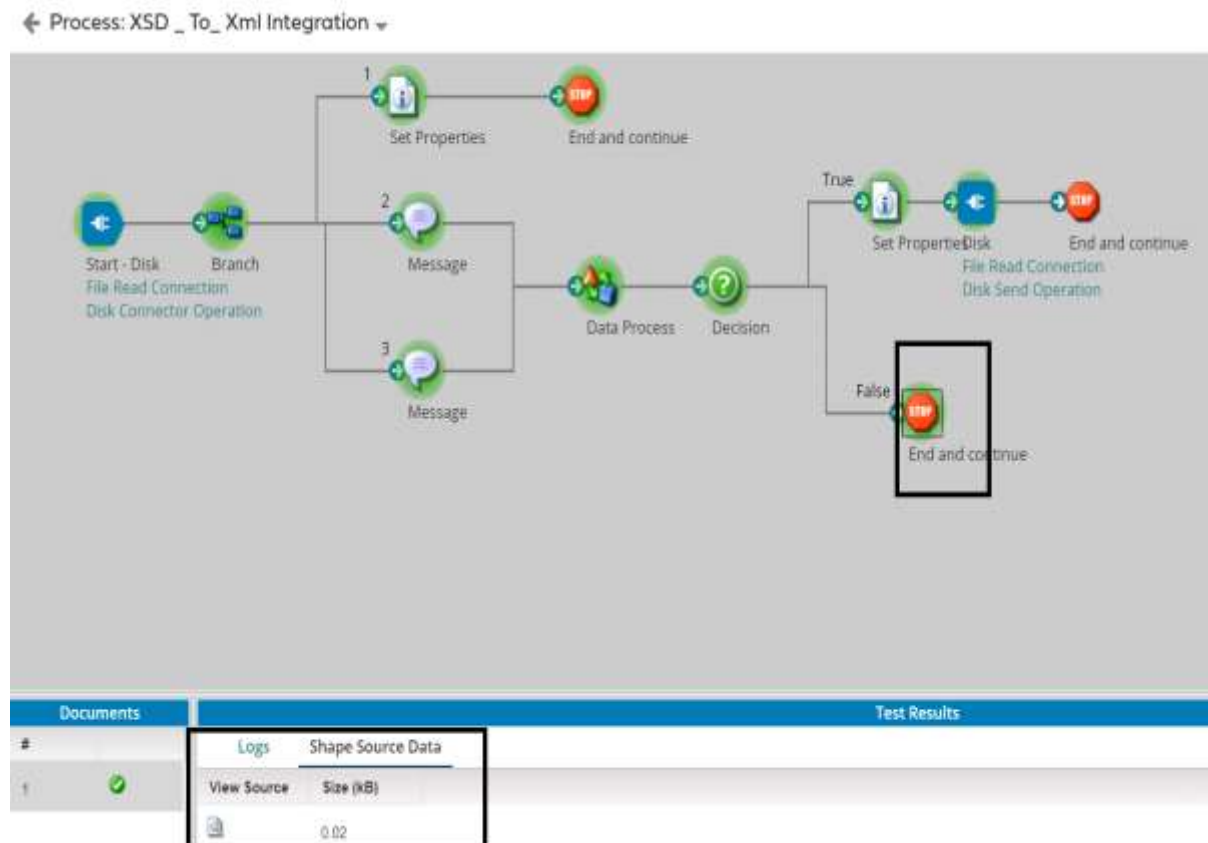 Process: XSD _ To_ Xml Integration
1
Set Properties
STOP
End and continue
Start - Disk
File Read Connection
Disk Connector Operation
Branch
2
Message
3
Message
Data Process
?
Decision
True
Set Properties
Disk
File Read Connection
Disk Send Operation
STOP
End and continue
False
STOP
End and continue
Documents
Test Results
#
Logs Shape Source Data
1
View Source Size (kB)
0.02